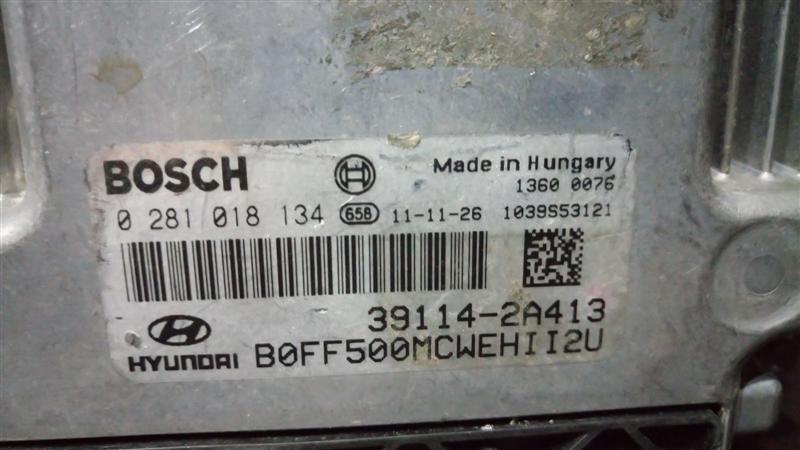 BOSCH
Made in Hungary
1360 0076
0 281 018 134 658 11-11-26 1039S53121
39114-2A413
HYUNDAI B0FF500MCWEHII2U